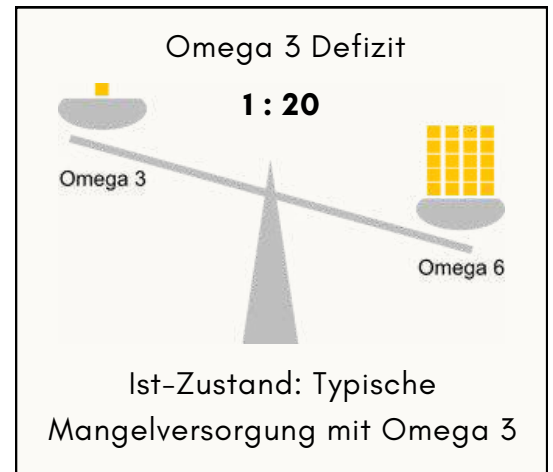 Omega 3 Defizit
1 : 20
Omega 3
Omega 6
Ist-Zustand: Typische
Mangelversorgung mit Omega 3